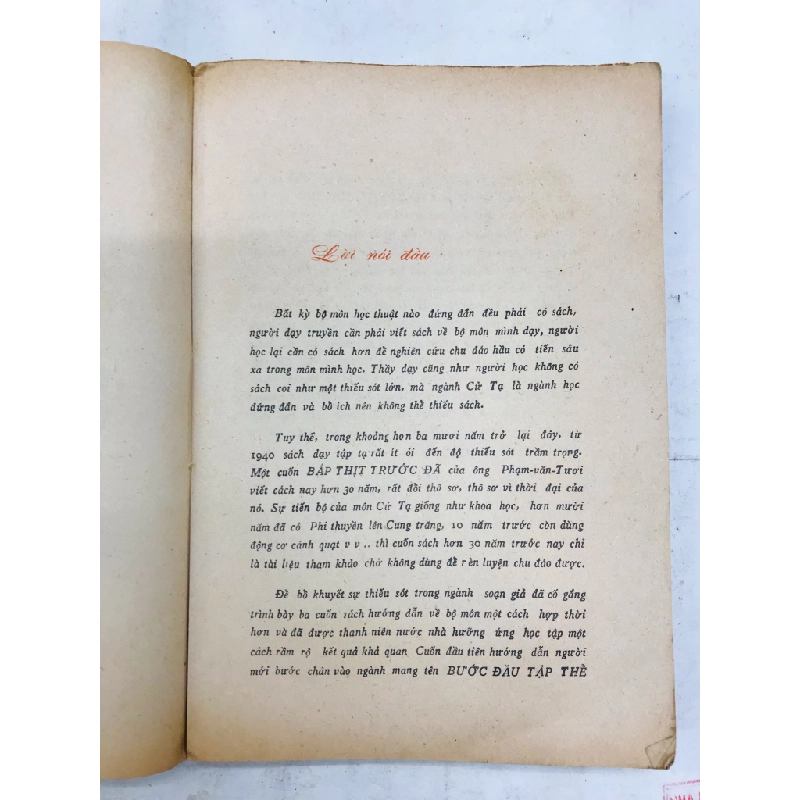 Lời nói đầu
Bất kỳ bộ môn học thuật nào đứng đắn đều phải có sách,
người dạy truyền cần phải viết sách về bộ môn mình dạy, người
học lại cần có sách hơn để nghiên cứu chu đáo hầu có tiến sâu
xa trong môn mình học. Thầy dạy cũng như người học không có
sách coi như một thiếu sót lớn, mà ngành Cử Tạ là ngành học
đứng đắn và bồ ích nên không thể thiếu sách.
Tuy thế, trong khoảng hơn ba mươi năm trở lại đây, từ
1940 sách dạy tập tạ rất ít ỏi đến độ thiếu sót trầm trọng.
Một cuốn BẮP THỊT TRƯỚC ĐÃ của ông Phạm-văn-Tươi
viết cách nay hơn 30 năm, rất đỗi thô sơ, thô sơ vì thời đại của
nó. Sự tiến bộ của môn Cử Tạ giống như khoa học, hơn mười
năm đã có Phi thuyền lên Cung trăng, 10 năm trước còn dùng
động cơ cánh quạt v v .. thì cuốn sách hơn 30 năm trước nay chỉ
là tài liệu tham khảo chứ không dùng để rèn luyện chu đáo được.
Để bồ khuyết sự thiếu sót trong ngành soạn giả đã cố gắng
trình bày ba cuốn sách hướng dẫn về bộ môn một cách hợp thời
hơn và đã được thanh niên nước nhà hưởng ứng học tập một
cách rầm rộ kết quả khả quan Cuốn đầu tiên hướng dẫn người
mới bước chân vào ngành mang tên BƯỚC ĐẦU TẬP THỂ